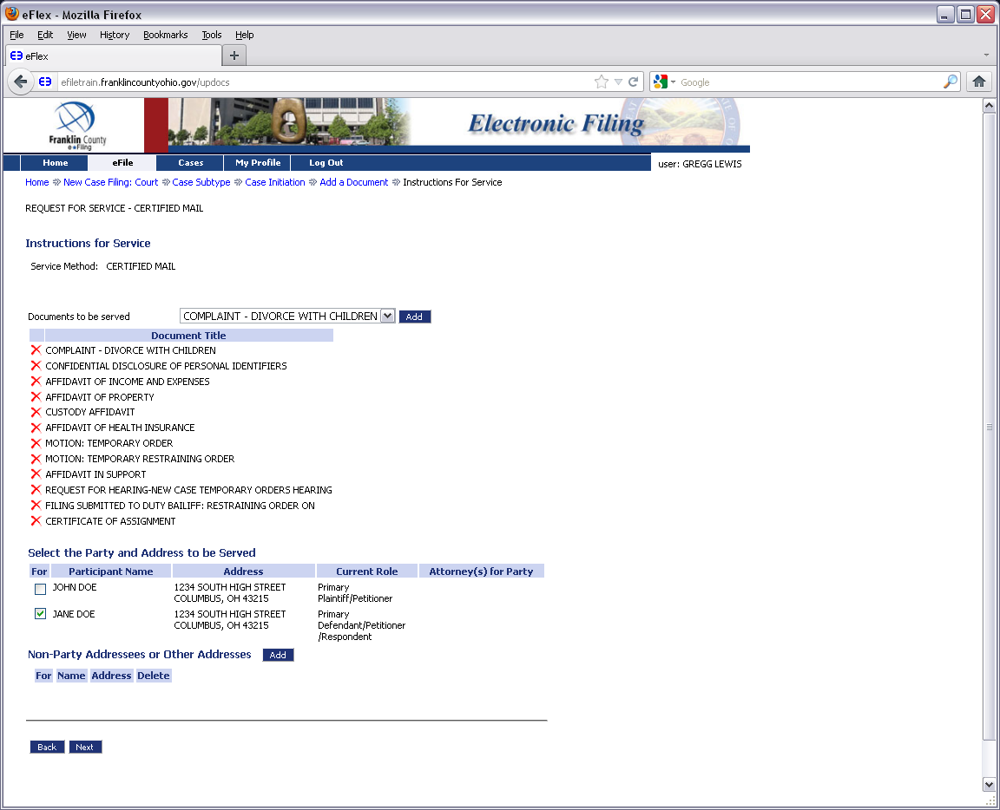 eFlex - Mozilla Firefox
File Edit View History Bookmarks Tools Help
eFlex
efiletrain.franklincountyohio.gov/updocs
Google
Franklin County
e Filing
Electronic Filing
Home eFile Cases My Profile Log Out
user: GREGG LEWIS
Home New Case Filing: Court Case Subtype Case Initiation Add a Document Instructions For Service
REQUEST FOR SERVICE - CERTIFIED MAIL
Instructions for Service
Service Method: CERTIFIED MAIL
Documents to be served COMPLAINT - DIVORCE WITH CHILDREN Add
Document Title
COMPLAINT - DIVORCE WITH CHILDREN
CONFIDENTIAL DISCLOSURE OF PERSONAL IDENTIFIERS
AFFIDAVIT OF INCOME AND EXPENSES
AFFIDAVIT OF PROPERTY
CUSTODY AFFIDAVIT
AFFIDAVIT OF HEALTH INSURANCE
MOTION: TEMPORARY ORDER
MOTION: TEMPORARY RESTRAINING ORDER
AFFIDAVIT IN SUPPORT
REQUEST FOR HEARING-NEW CASE TEMPORARY ORDERS HEARING
FILING SUBMITTED TO DUTY BAILIFF: RESTRAINING ORDER ON
CERTIFICATE OF ASSIGNMENT
Select the Party and Address to be Served
For Participant Name Address Current Role Attorney(s) for Party
JOHN DOE 1234 SOUTH HIGH STREET Primary
COLUMBUS, OH 43215 Plaintiff/Petitioner
JANE DOE 1234 SOUTH HIGH STREET Primary
COLUMBUS, OH 43215 Defendant/Petitioner
/Respondent
Non-Party Addressees or Other Addresses Add
For Name Address Delete
Back Next